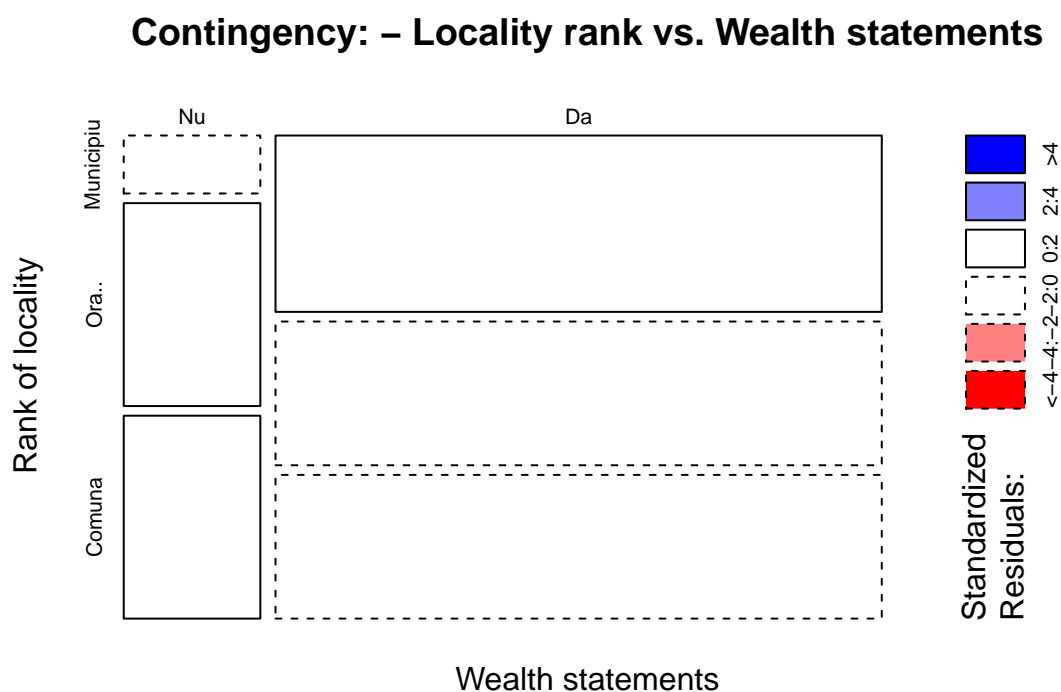 Contingency: – Locality rank vs. Wealth statements
Nu
Da
Municipiu
Ora..
Comuna
Rank of locality
Wealth statements
Standardized
Residuals:
<−4
−4:−2
−2:0
0:2
2:4
>4